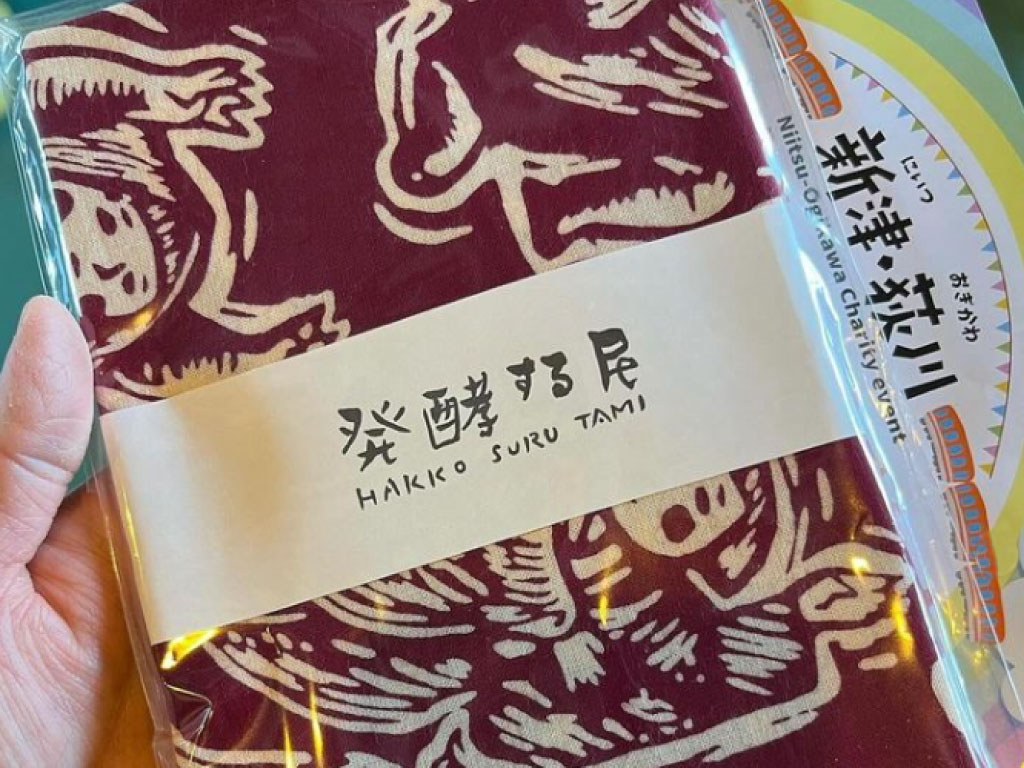 発酵する民
HAKKO SURU TAMI
にいつ おぎかわ
新津・荻川
Niitsu-Ogikawa Charity event